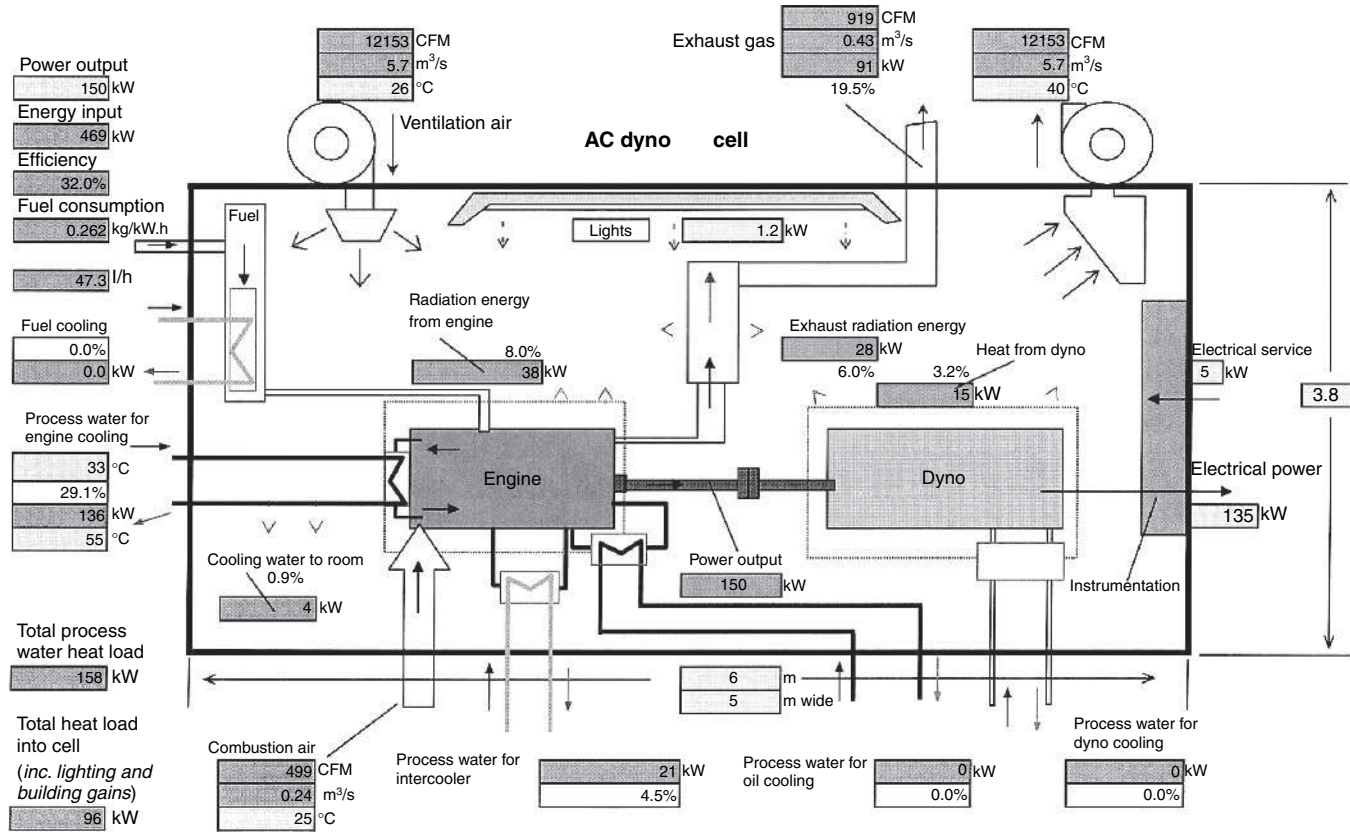 Power output
150 kW
Energy input
469 kW
Efficiency
32.0%
Fuel consumption
0.262 kg/kW.h
47.3 l/h
Fuel cooling
0.0%
0.0 kW
Process water for
engine cooling
33 °C
29.1%
136 kW
55 °C
Total process
water heat load
158 kW
Total heat load
into cell
(inc. lighting and
building gains)
96 kW
12153 CFM
5.7 m³/s
26 °C
Ventilation air
AC dyno cell
Exhaust gas
919 CFM
0.43 m³/s
91 kW
19.5%
12153 CFM
5.7 m³/s
40 °C
Fuel
Lights 1.2 kW
Radiation energy
from engine
8.0%
38 kW
Exhaust radiation energy
28 kW
6.0% 3.2%
Heat from dyno
15 kW
Electrical service
5 kW
3.8
Engine
Dyno
Electrical power
135 kW
Cooling water to room
0.9%
4 kW
Power output
150 kW
Instrumentation
6 m
5 m wide
Combustion air
499 CFM
0.24 m³/s
25 °C
Process water for
intercooler
21 kW
4.5%
Process water for
oil cooling
0 kW
0.0%
Process water for
dyno cooling
0 kW
0.0%